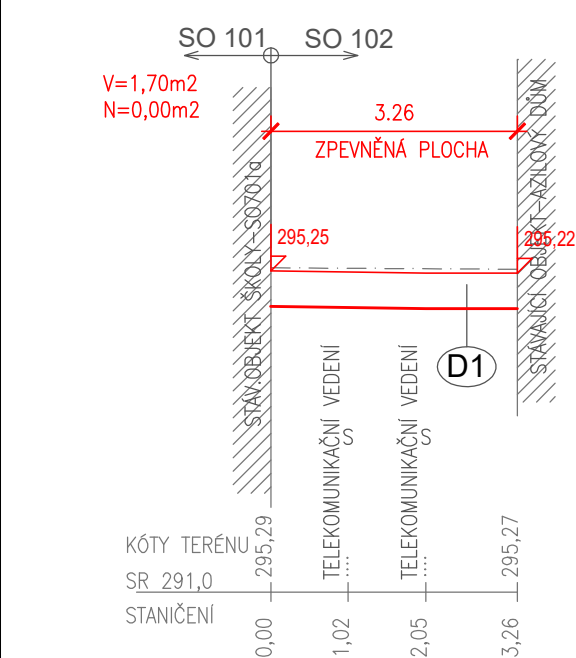 SO 101 SO 102
V=1,70m2
N=0,00m2
3.26
ZPEVNĚNÁ PLOCHA
295,25
295,22
STÁV.OBJEKT ŠKOLY-SO701a
STÁVAJÍCÍ OBJEKT-AZILOVÝ DŮM
D1
TELEKOMUNIKAČNÍ VEDENÍ
S
TELEKOMUNIKAČNÍ VEDENÍ
S
KÓTY TERÉNU 295,29 .... .... 295,27
SR 291,0
STANIČENÍ 0,00 1,02 2,05 3,26